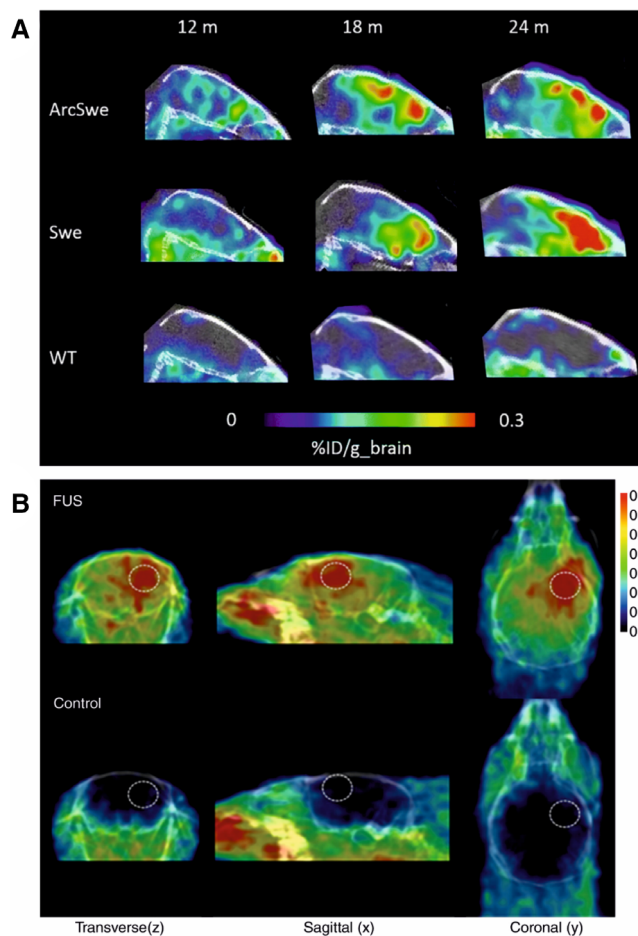 A
12 m 18 m 24 m
ArcSwe
Swe
WT
0 0.3
%ID/g_brain
B
FUS
0
0
0
0
0
0
0
0
Control
Transverse(z) Sagittal (x) Coronal (y)